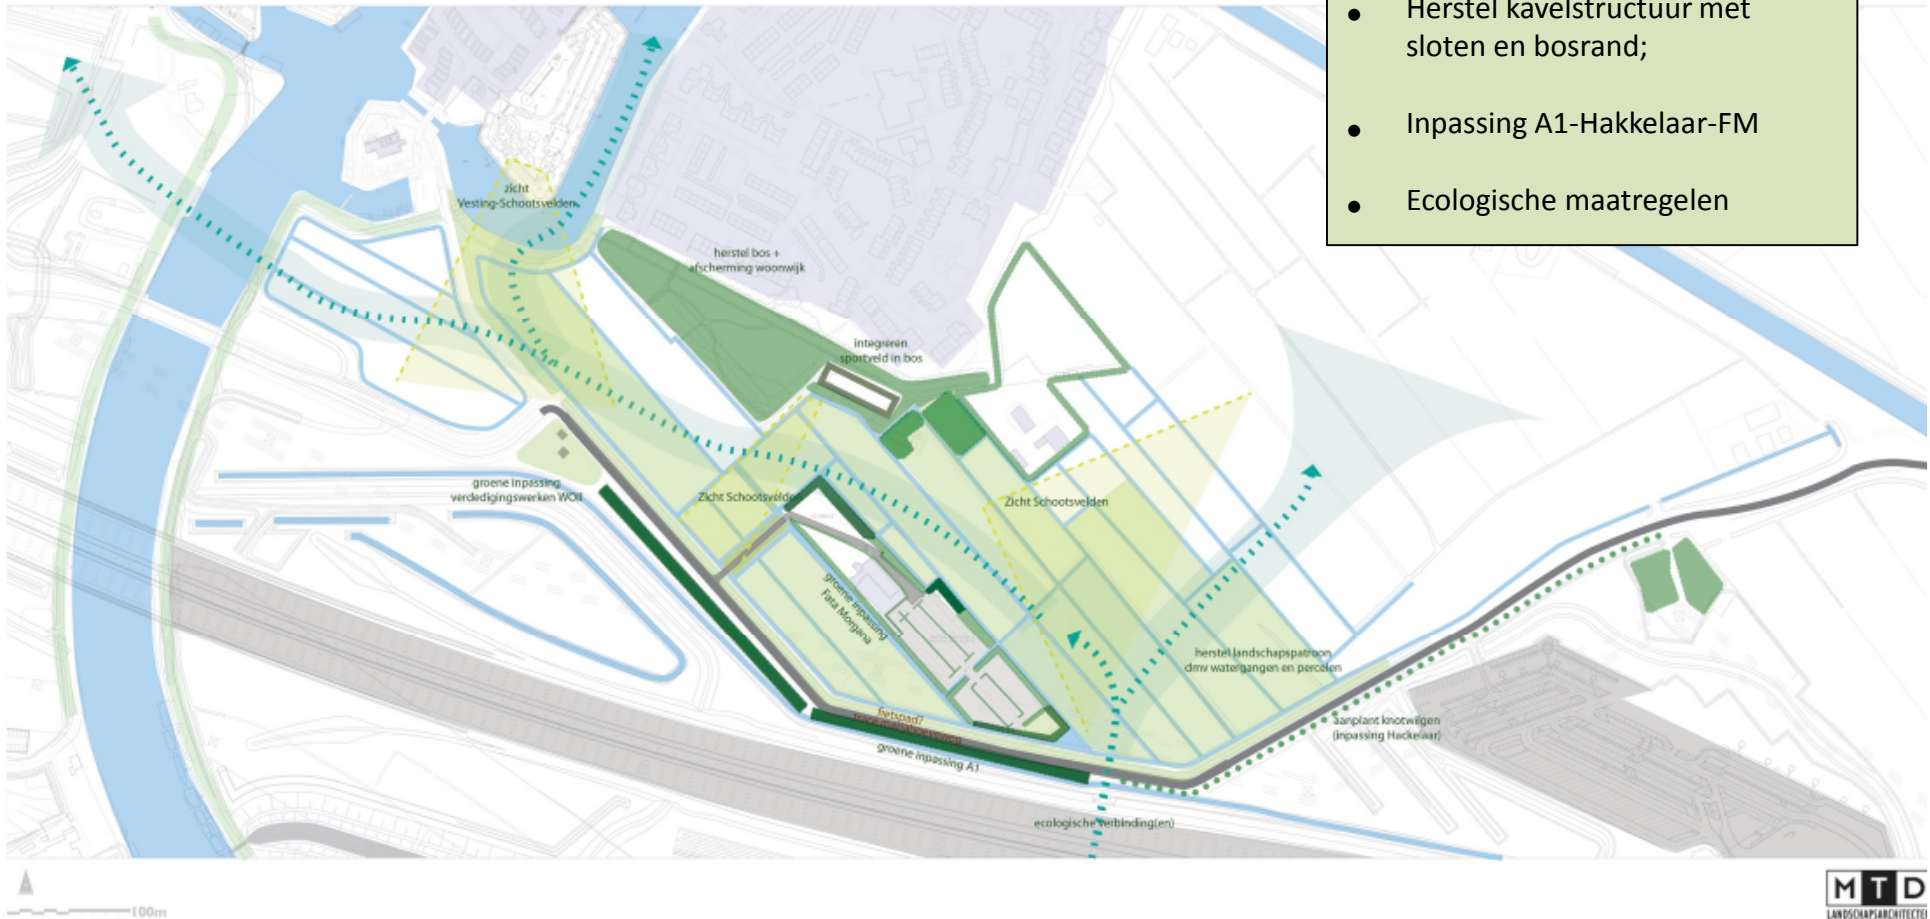 • Herstel kavelstructuur met
sloten en bosrand;
• Inpassing A1-Hakkelaar-FM
• Ecologische maatregelen
zicht
Vesting-Schootsvelden
herstel bos +
afscherming woonwijk
integreren
sportveld in bos
groene inpassing
verdedigingswerken WOII
Zicht Schootsvelden
Zicht Schootsvelden
groene inpassing
Fata Morgana
herstel landschapspatroon
dmv watergangen en percelen
fietspad?
groene inpassing A1
aanplant knotwilgen
(inpassing Hackelaar)
ecologische verbinding(en)
100m
MTD
LANDSCHAPSARCHITECTEN